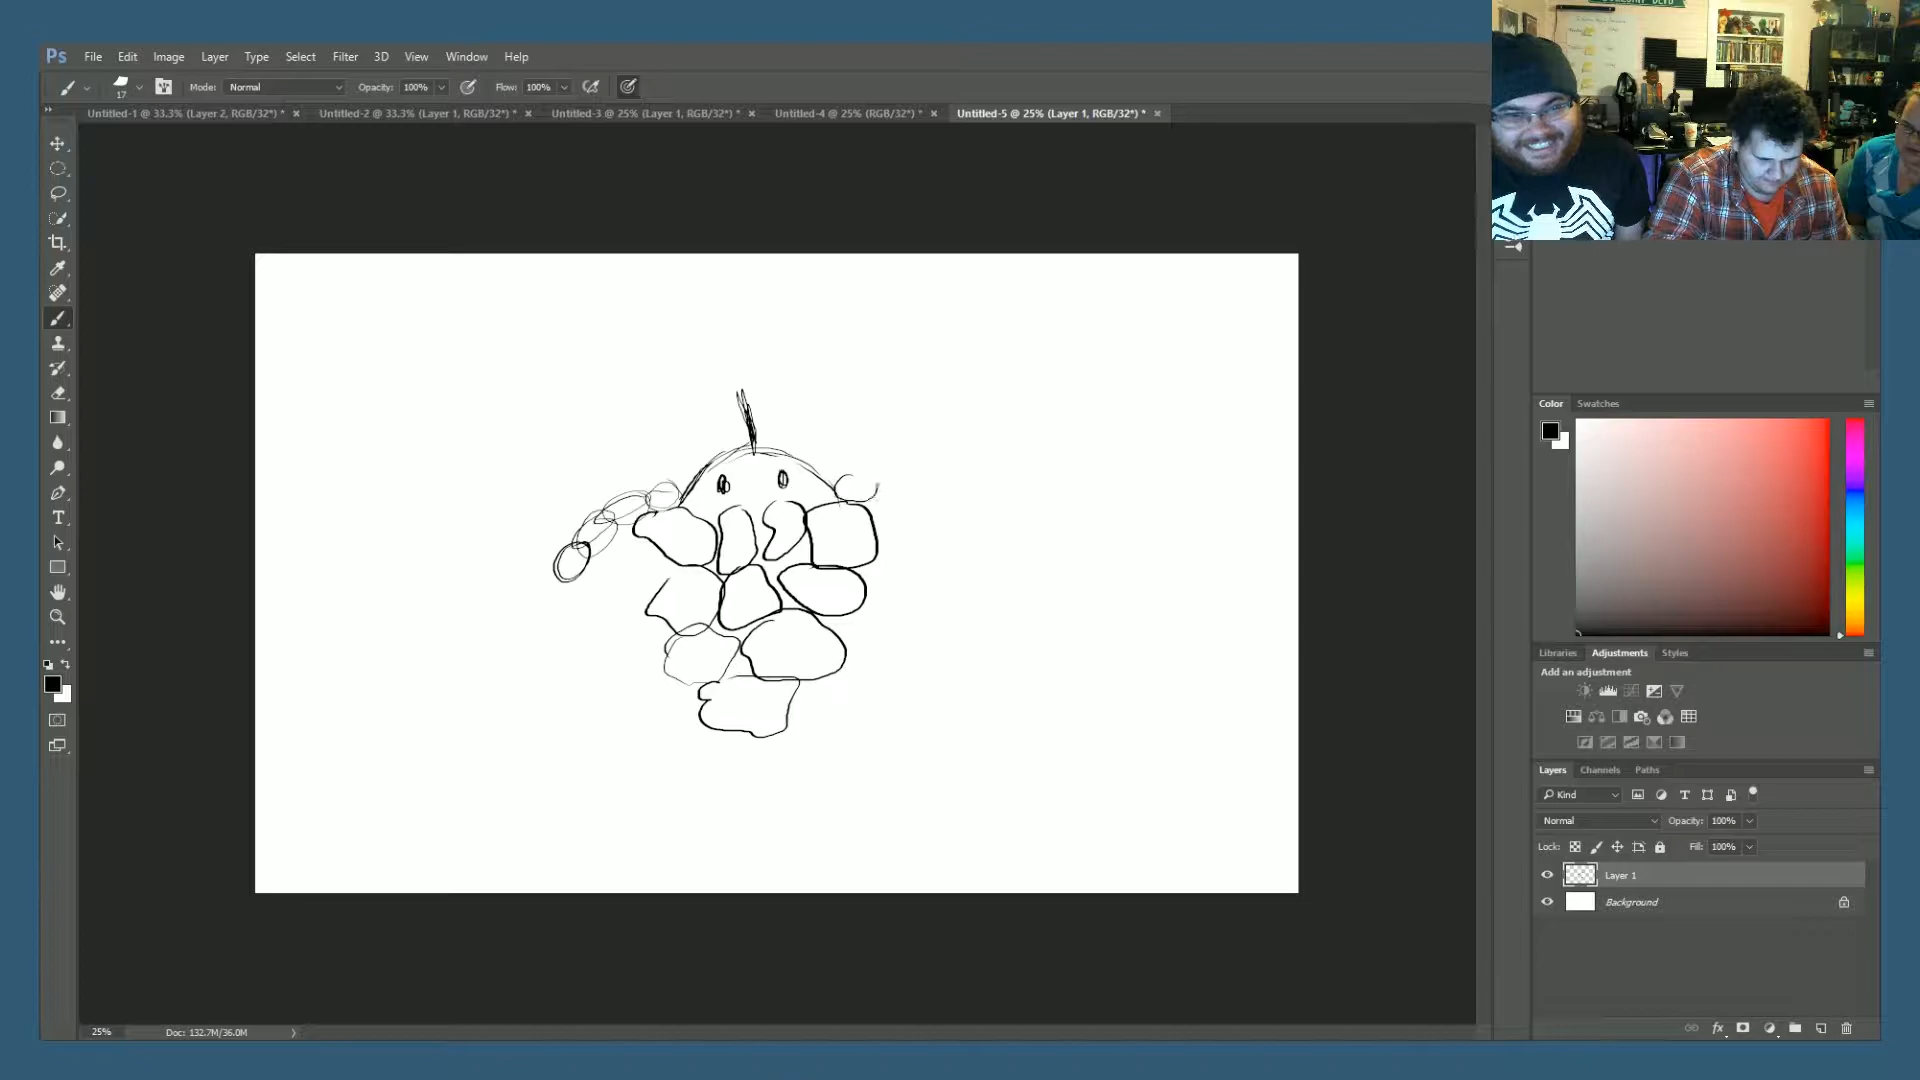 Ps File Edit Image Layer Type Select Filter 3D View Window Help
17 Mode: Normal Opacity: 100% Flow: 100%
Untitled-1 @ 33.3% (Layer 2, RGB/32*) * × Untitled-2 @ 33.3% (Layer 1, RGB/32*) * × Untitled-3 @ 25% (Layer 1, RGB/32*) * × Untitled-4 @ 25% (RGB/32*) * × Untitled-5 @ 25% (Layer 1, RGB/32*) * ×
Color Swatches
Libraries Adjustments Styles
Add an adjustment
Layers Channels Paths
Kind
Normal Opacity: 100%
Lock: Fill: 100%
Layer 1
Background
fx
25% Doc: 132.7M/36.0M